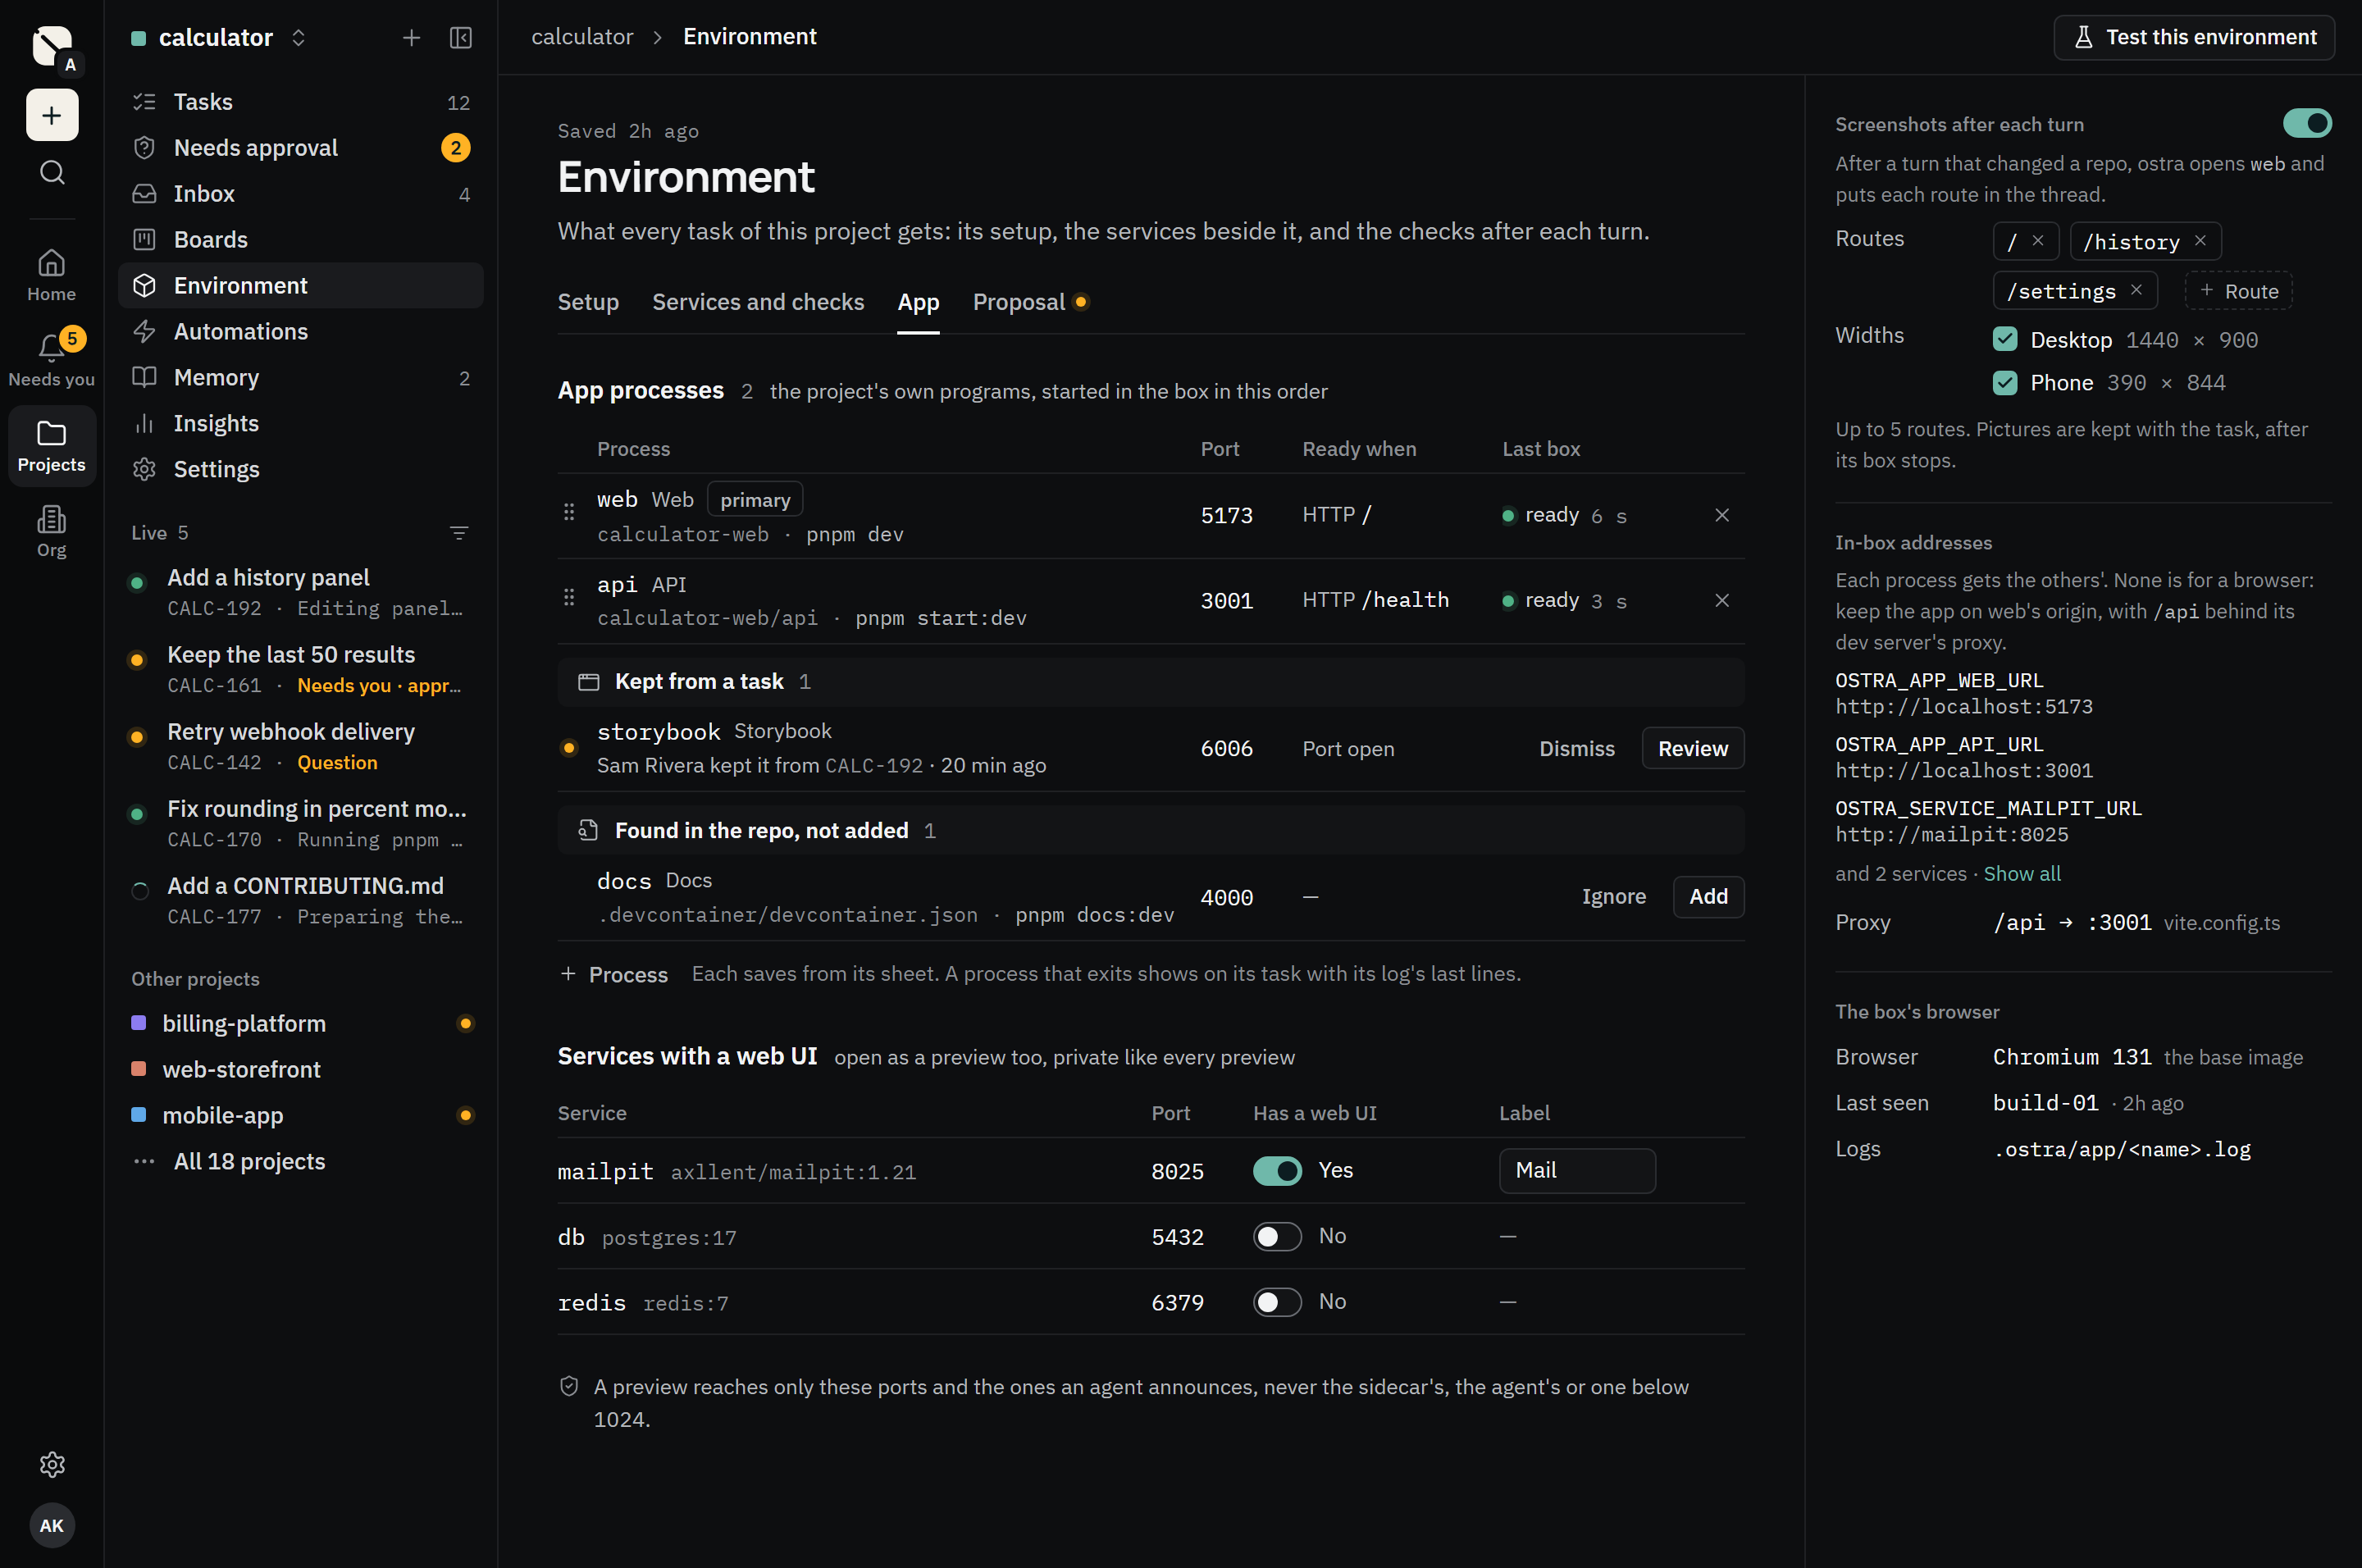 A
Home
5
Needs you
Projects
Org
AK
calculator
Tasks 12
Needs approval 2
Inbox 4
Boards
Environment
Automations
Memory 2
Insights
Settings
Live 5
Add a history panel
CALC-192 · Editing panel…
Keep the last 50 results
CALC-161 · Needs you · appr…
Retry webhook delivery
CALC-142 · Question
Fix rounding in percent mo…
CALC-170 · Running pnpm …
Add a CONTRIBUTING.md
CALC-177 · Preparing the…
Other projects
billing-platform
web-storefront
mobile-app
All 18 projects
calculator > Environment
Test this environment
Saved 2h ago
Environment
What every task of this project gets: its setup, the services beside it, and the checks after each turn.
Setup Services and checks App Proposal
App processes 2 the project's own programs, started in the box in this order
Process Port Ready when Last box
web Web primary
calculator-web · pnpm dev
5173 HTTP / ready 6 s
api API
calculator-web/api · pnpm start:dev
3001 HTTP /health ready 3 s
Kept from a task 1
storybook Storybook
Sam Rivera kept it from CALC-192 · 20 min ago
6006 Port open Dismiss Review
Found in the repo, not added 1
docs Docs
.devcontainer/devcontainer.json · pnpm docs:dev
4000 — Ignore Add
+ Process Each saves from its sheet. A process that exits shows on its task with its log's last lines.
Services with a web UI open as a preview too, private like every preview
Service Port Has a web UI Label
mailpit axllent/mailpit:1.21 8025 Yes Mail
db postgres:17 5432 No —
redis redis:7 6379 No —
A preview reaches only these ports and the ones an agent announces, never the sidecar's, the agent's or one below
1024.
Screenshots after each turn
After a turn that changed a repo, ostra opens web and
puts each route in the thread.
Routes / × /history ×
/settings × + Route
Widths Desktop 1440 × 900
Phone 390 × 844
Up to 5 routes. Pictures are kept with the task, after
its box stops.
In-box addresses
Each process gets the others'. None is for a browser:
keep the app on web's origin, with /api behind its
dev server's proxy.
OSTRA_APP_WEB_URL
http://localhost:5173
OSTRA_APP_API_URL
http://localhost:3001
OSTRA_SERVICE_MAILPIT_URL
http://mailpit:8025
and 2 services · Show all
Proxy /api → :3001 vite.config.ts
The box's browser
Browser Chromium 131 the base image
Last seen build-01 · 2h ago
Logs .ostra/app/<name>.log